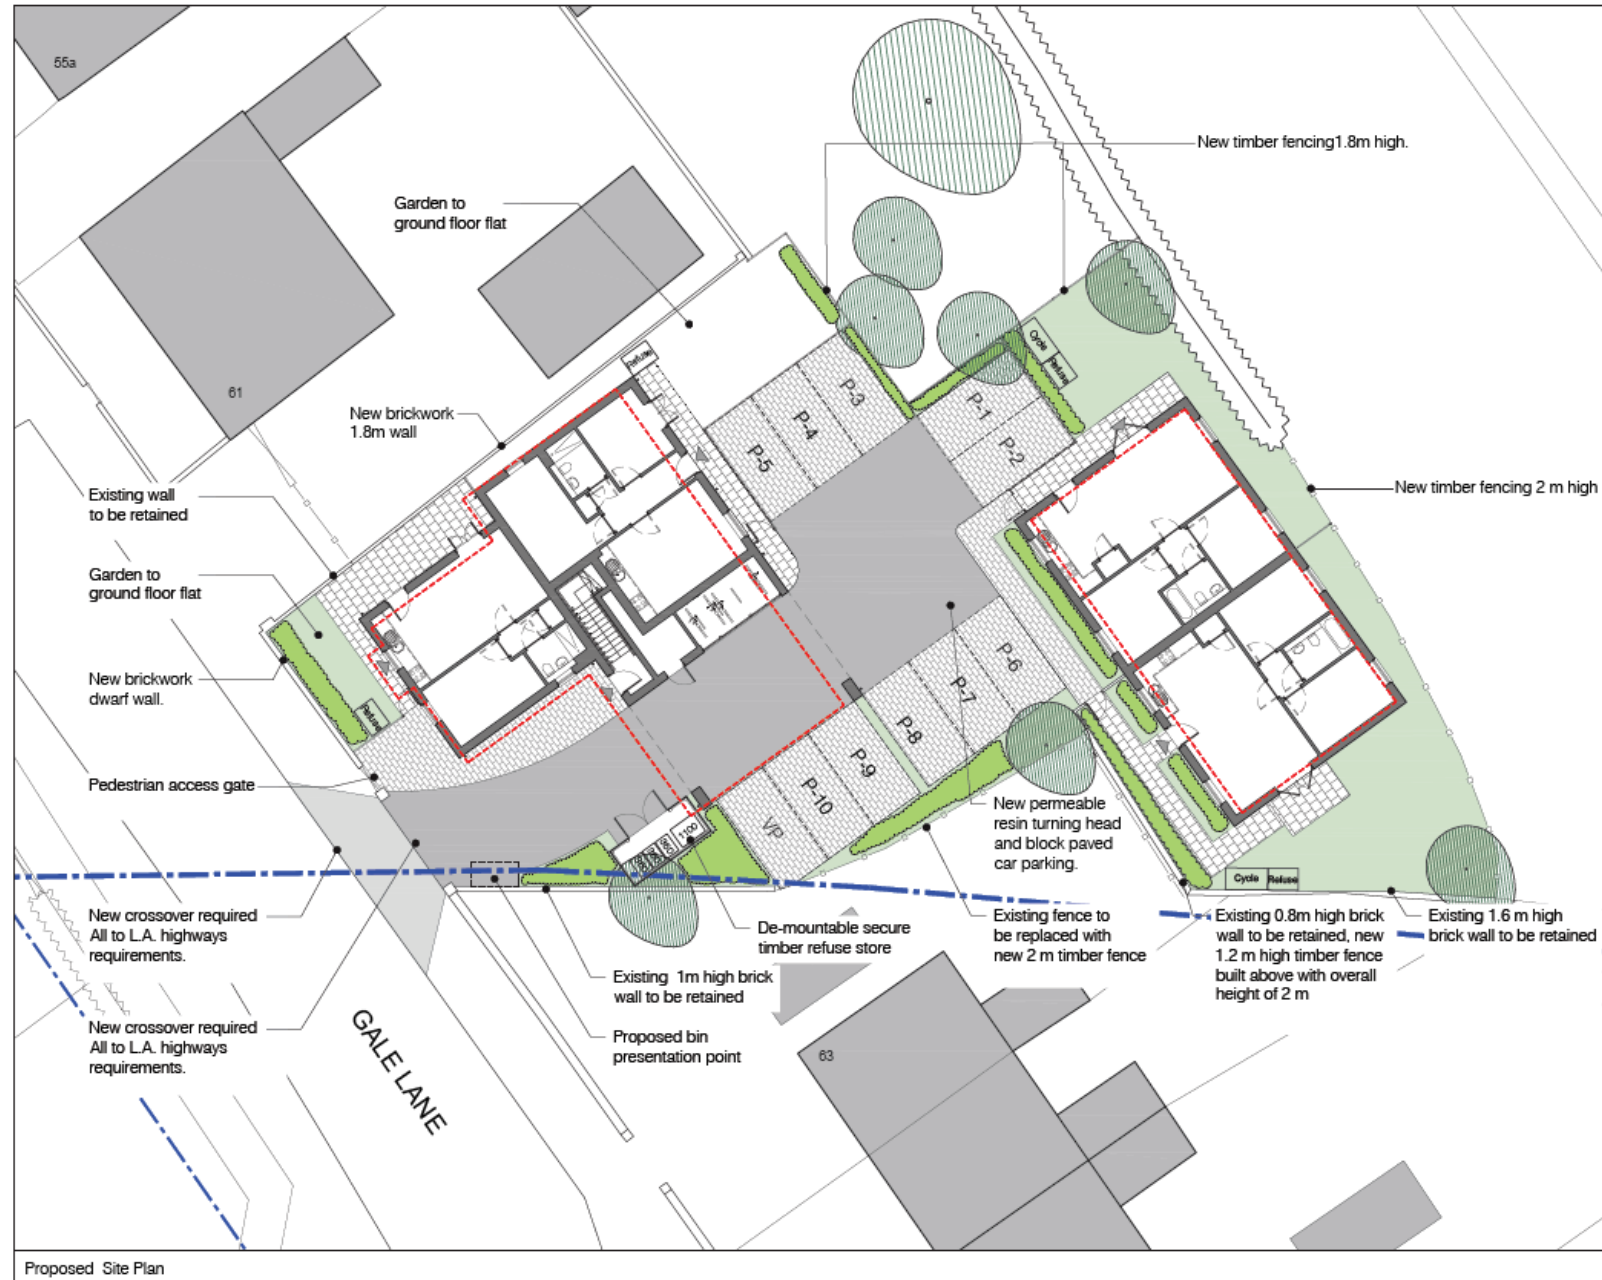 55a
New timber fencing1.8m high.
Garden to
ground floor flat
Cycle
Refuse
Refuse
61
P-3
P-1
P-4
P-2
P-5
New brickwork
1.8m wall
Existing wall
to be retained
New timber fencing 2 m high
Garden to
ground floor flat
P-6
P-7
New brickwork
dwarf wall.
Refuse
P-8
P-9
P-10
VP
Pedestrian access gate
1100
360
New permeable
resin turning head
and block paved
car parking.
Cycle
Refuse
New crossover required
All to L.A. highways
requirements.
De-mountable secure
timber refuse store
Existing fence to
be replaced with
new 2 m timber fence
Existing 0.8m high brick
wall to be retained, new
1.2 m high timber fence
built above with overall
height of 2 m
Existing 1.6 m high
brick wall to be retained
Existing 1m high brick
wall to be retained
New crossover required
All to L.A. highways
requirements.
GALE LANE
Proposed bin
presentation point
63
Proposed Site Plan